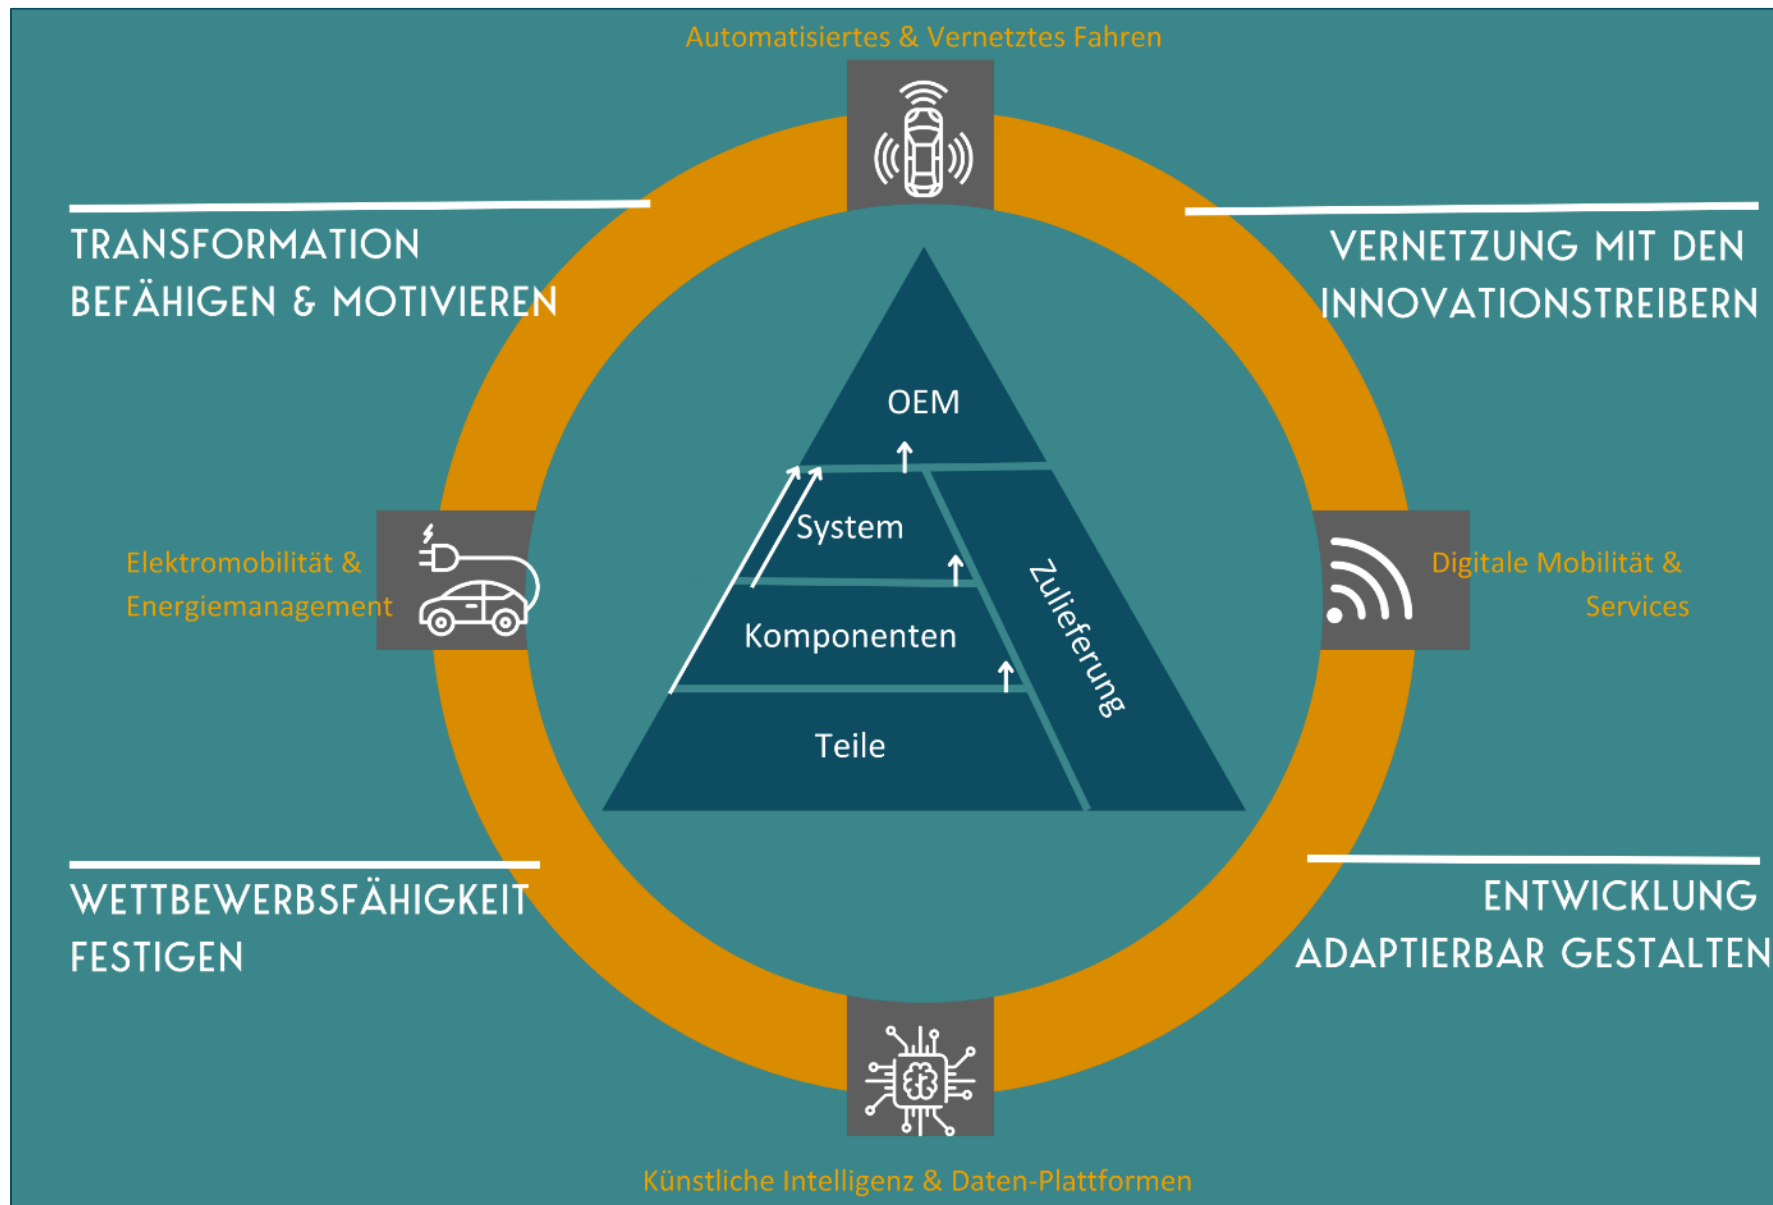 Automatisiertes & Vernetztes Fahren
TRANSFORMATION
BEFÄHIGEN & MOTIVIEREN
VERNETZUNG MIT DEN
INNOVATIONSTREIBERN
OEM
System
Komponenten
Teile
Zulieferung
Elektromobilität &
Energiemanagement
Digitale Mobilität &
Services
WETTBEWERBSFÄHIGKEIT
FESTIGEN
ENTWICKLUNG
ADAPTIERBAR GESTALTEN
Künstliche Intelligenz & Daten-Plattformen